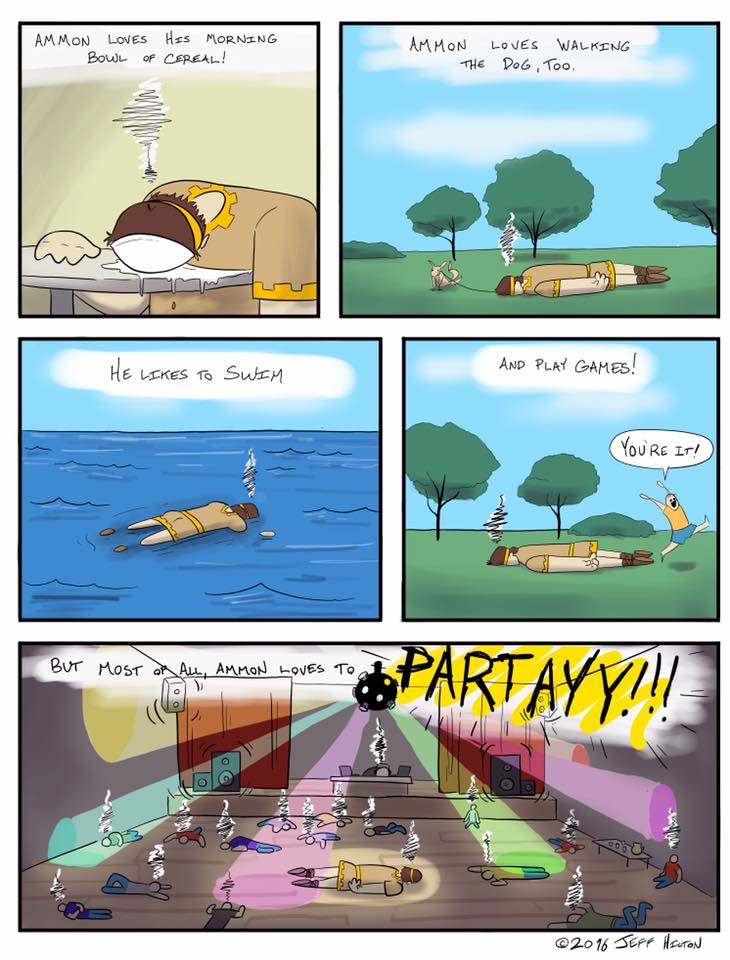 AMMON LOVES HIS MORNING
BOWL OF CEREAL!
AMMON LOVES WALKING
THE DOG, TOO.
HE LIKES TO SWIM
AND PLAY GAMES!
YOU'RE IT!
BUT MOST OF ALL, AMMON LOVES TO
PARTAYY!!!
©2016 JEFF HILTON